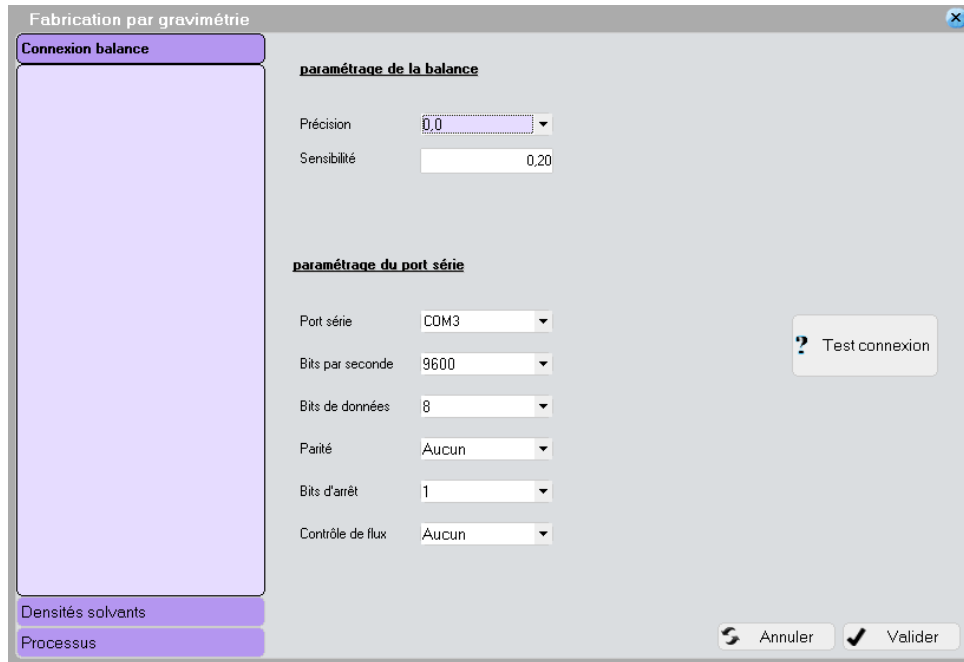 Fabrication par gravimétrie
Connexion balance
paramétrage de la balance
Précision 0,0
Sensibilité 0,20
paramétrage du port série
Port série COM3
Bits par seconde 9600
Bits de données 8
Parité Aucun
Bits d'arrêt 1
Contrôle de flux Aucun
? Test connexion
Densités solvants
Processus
Annuler
Valider